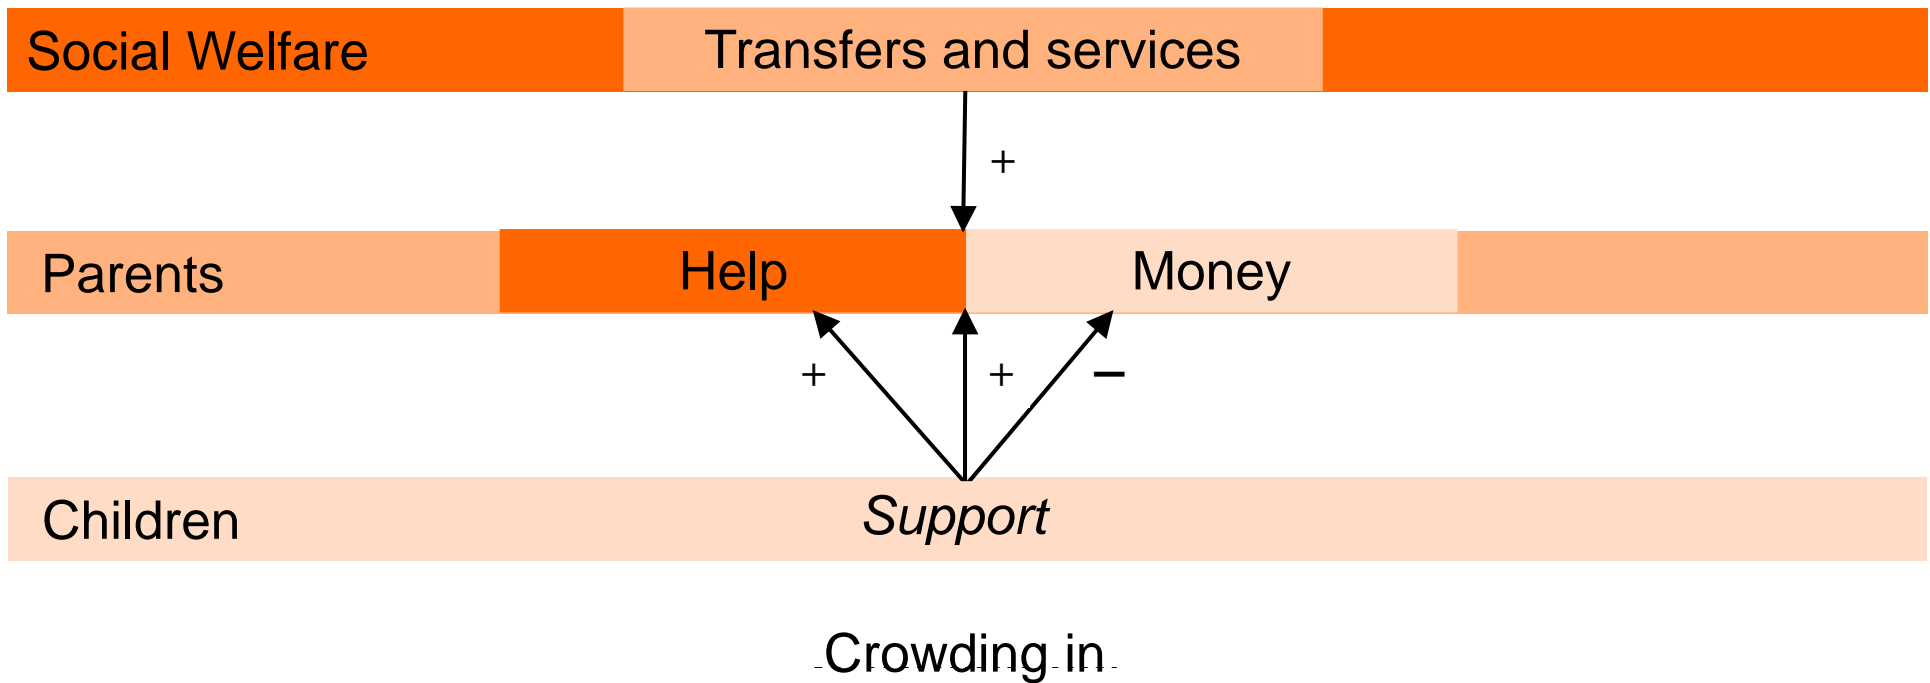 Social Welfare Transfers and services
+
Parents Help Money
+ + −
Children Support
Crowding in